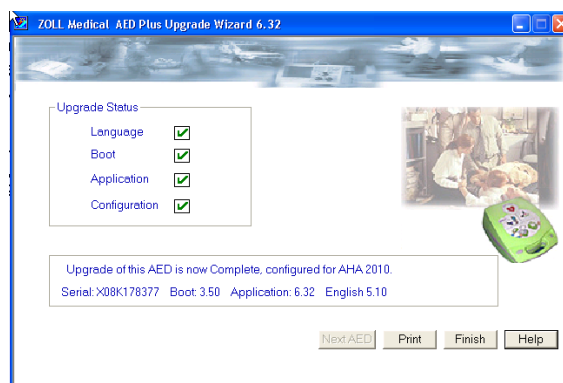 ZOLL Medical AED Plus Upgrade Wizard 6.32
Upgrade Status
Language
Boot
Application
Configuration
Upgrade of this AED is now Complete, configured for AHA 2010.
Serial: X08K178377 Boot: 3.50 Application: 6.32 English 5.10
Next AED Print Finish Help